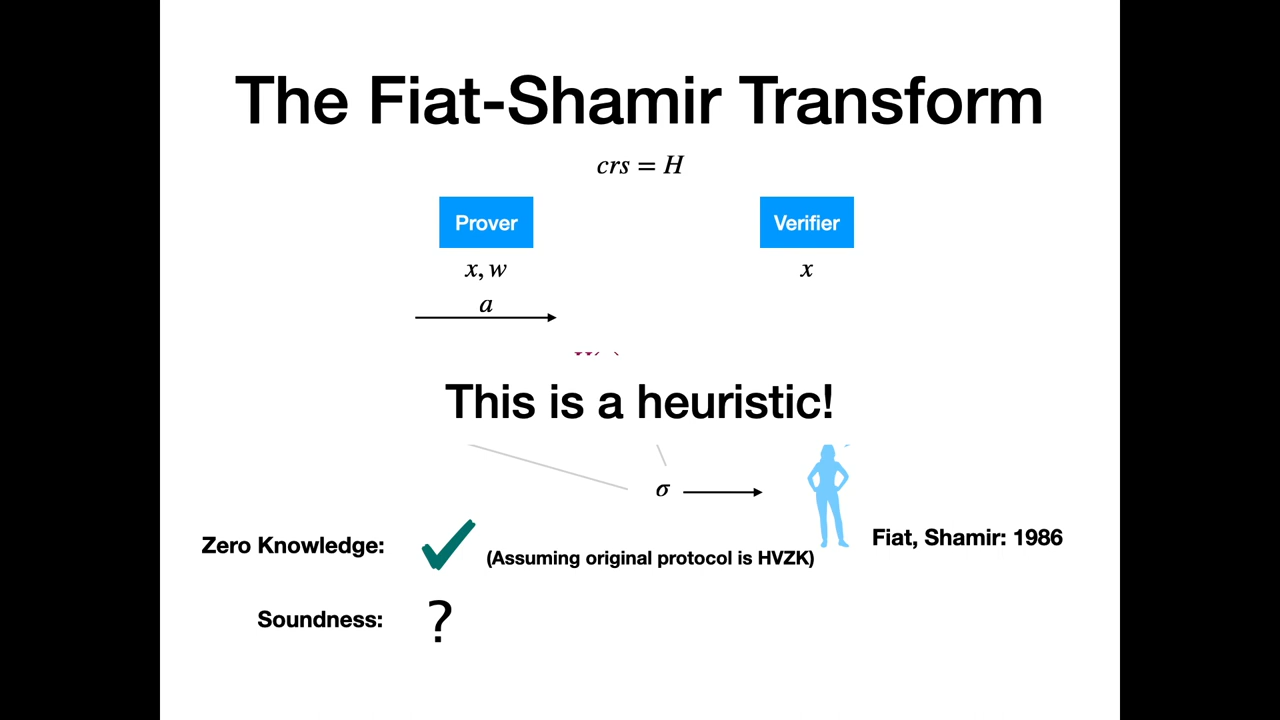 The Fiat-Shamir Transform
crs = H
Prover
Verifier
x, w
x
a
This is a heuristic!
σ
Zero Knowledge:
(Assuming original protocol is HVZK)
Fiat, Shamir: 1986
Soundness:
?